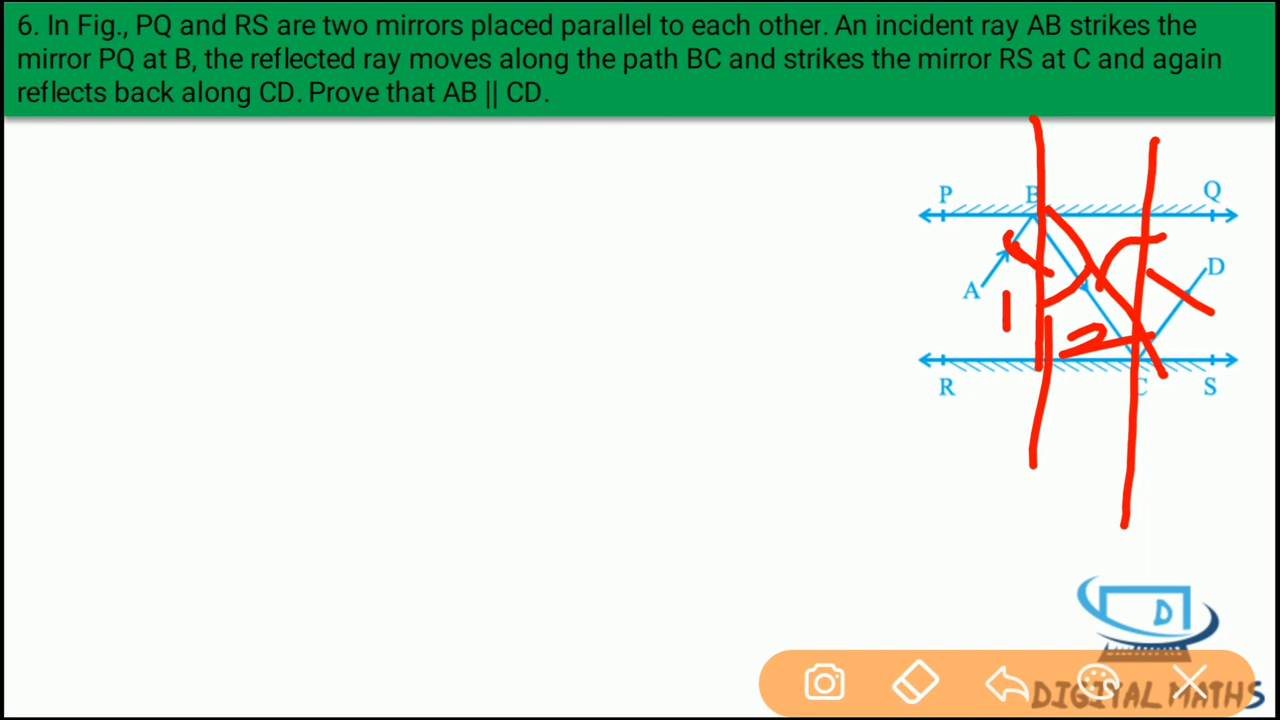 6. In Fig., PQ and RS are two mirrors placed parallel to each other. An incident ray AB strikes the
mirror PQ at B, the reflected ray moves along the path BC and strikes the mirror RS at C and again
reflects back along CD. Prove that AB || CD.
P B Q
A D
1 2
R C S
D
DIGIYAL MATHS